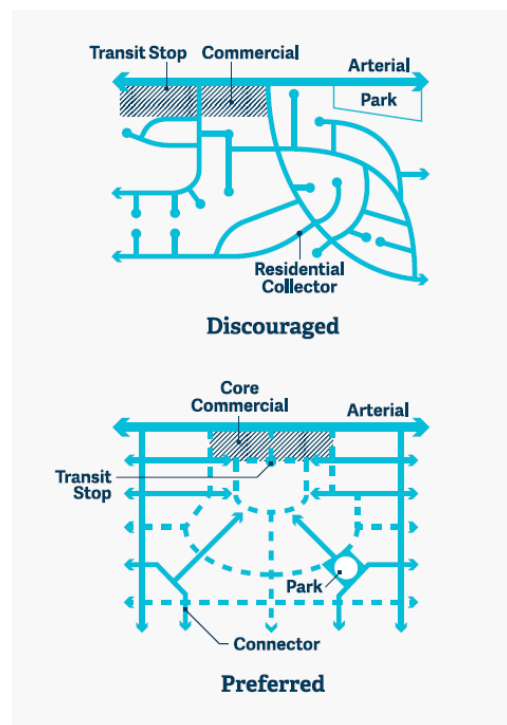 Transit Stop
Commercial
Arterial
Park
Residential
Collector
Discouraged
Core
Commercial
Arterial
Transit
Stop
Park
Connector
Preferred